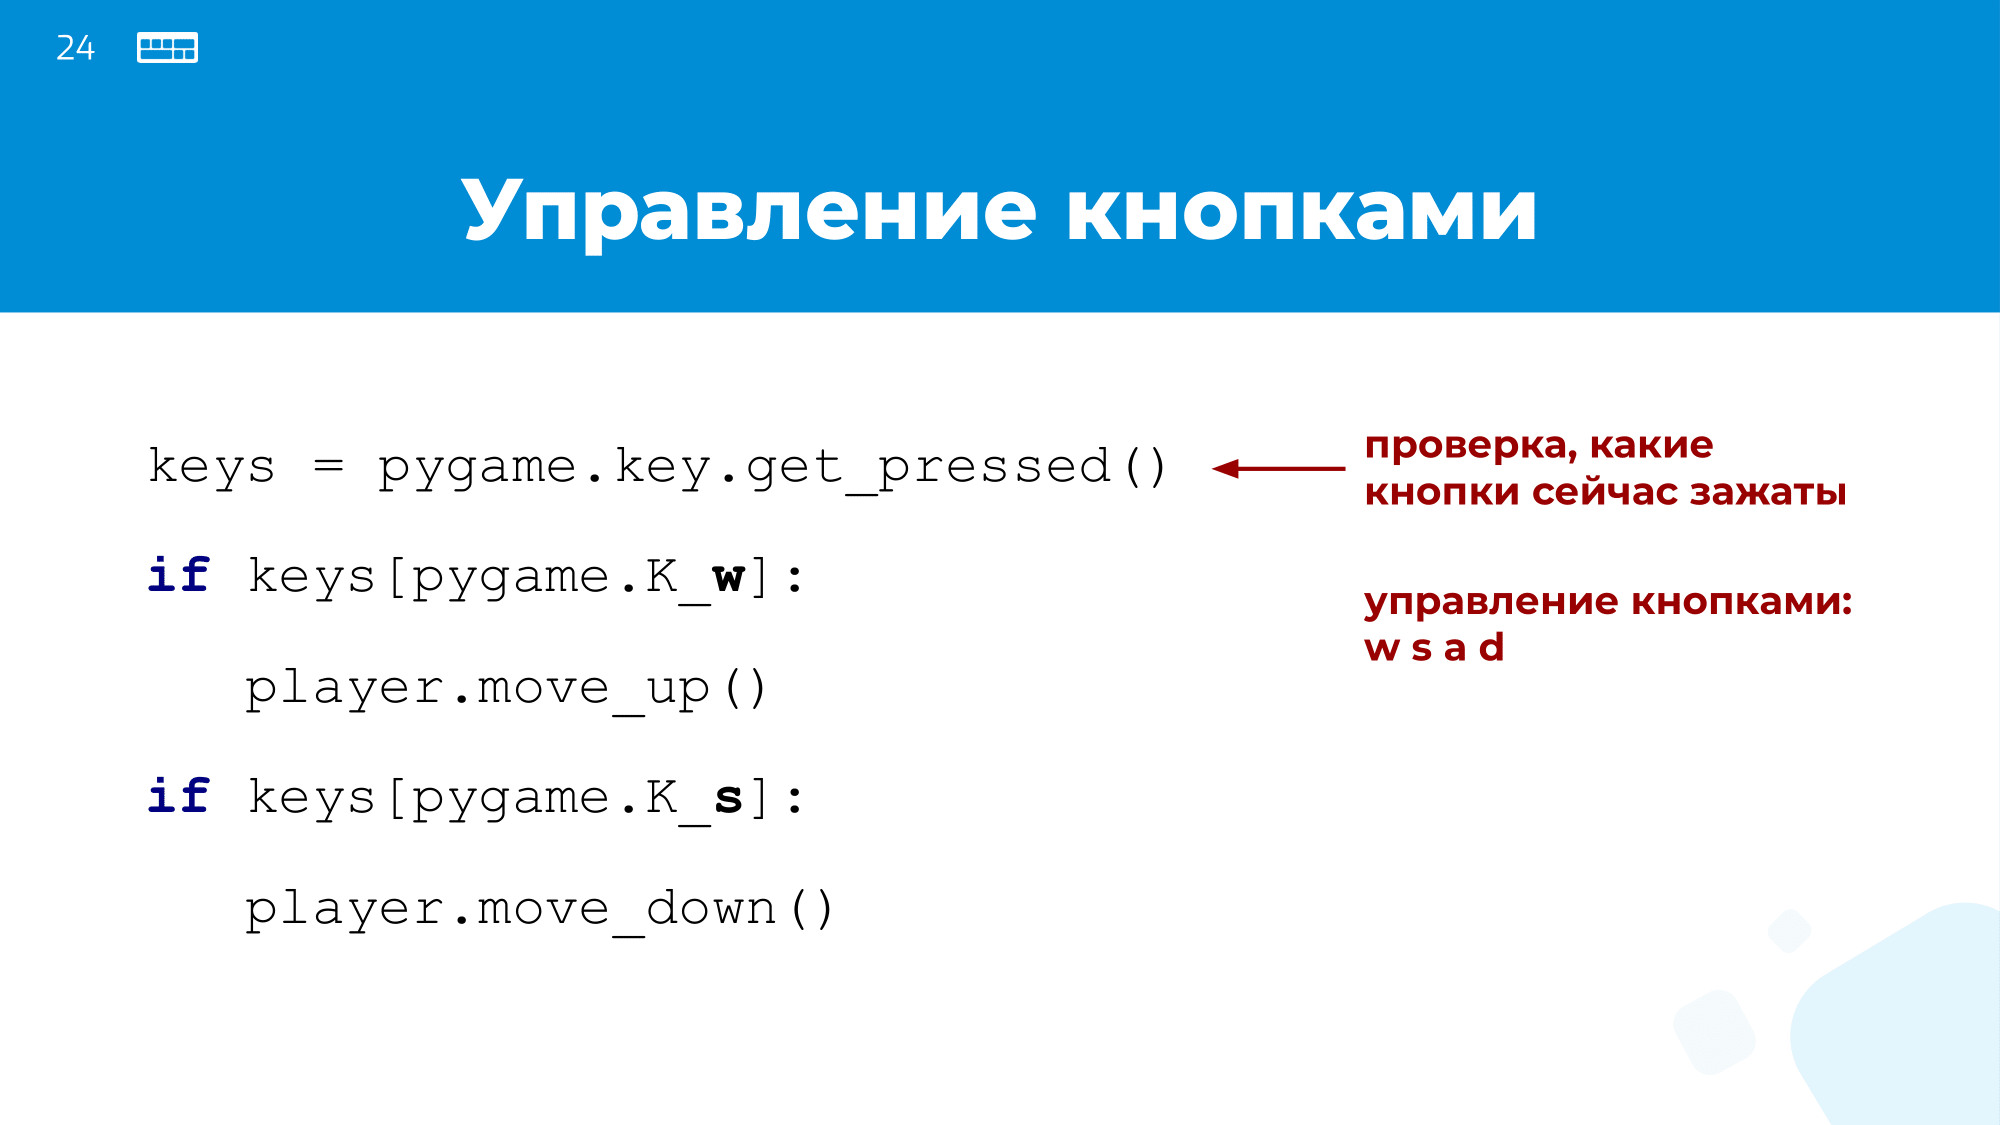 24
Управление кнопками
keys = pygame.key.get_pressed()
проверка, какие
кнопки сейчас зажаты
if keys[pygame.K_w]:
управление кнопками:
w s a d
player.move_up()
if keys[pygame.K_s]:
player.move_down()